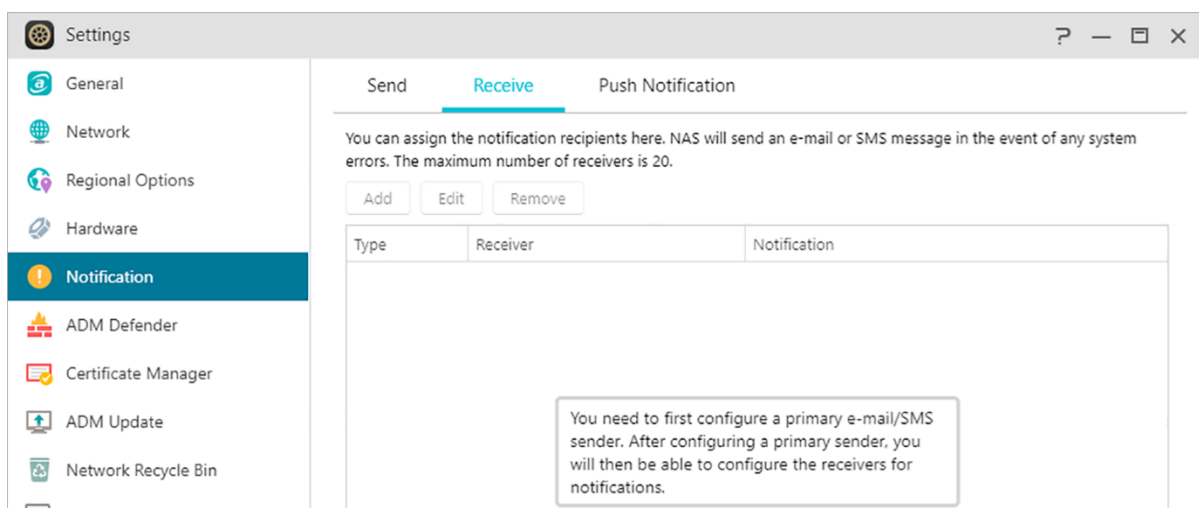 Settings
General
Network
Regional Options
Hardware
Notification
ADM Defender
Certificate Manager
ADM Update
Network Recycle Bin
Send Receive Push Notification
You can assign the notification recipients here. NAS will send an e-mail or SMS message in the event of any system
errors. The maximum number of receivers is 20.
Add Edit Remove
Type Receiver Notification
You need to first configure a primary e-mail/SMS
sender. After configuring a primary sender, you
will then be able to configure the receivers for
notifications.